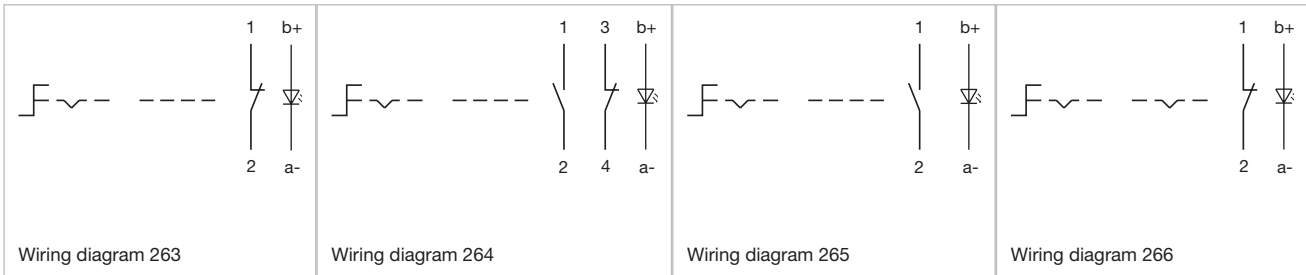 1 b+
2 a-
Wiring diagram 263
1 3 b+
2 4 a-
Wiring diagram 264
1 b+
2 a-
Wiring diagram 265
1 b+
2 a-
Wiring diagram 266